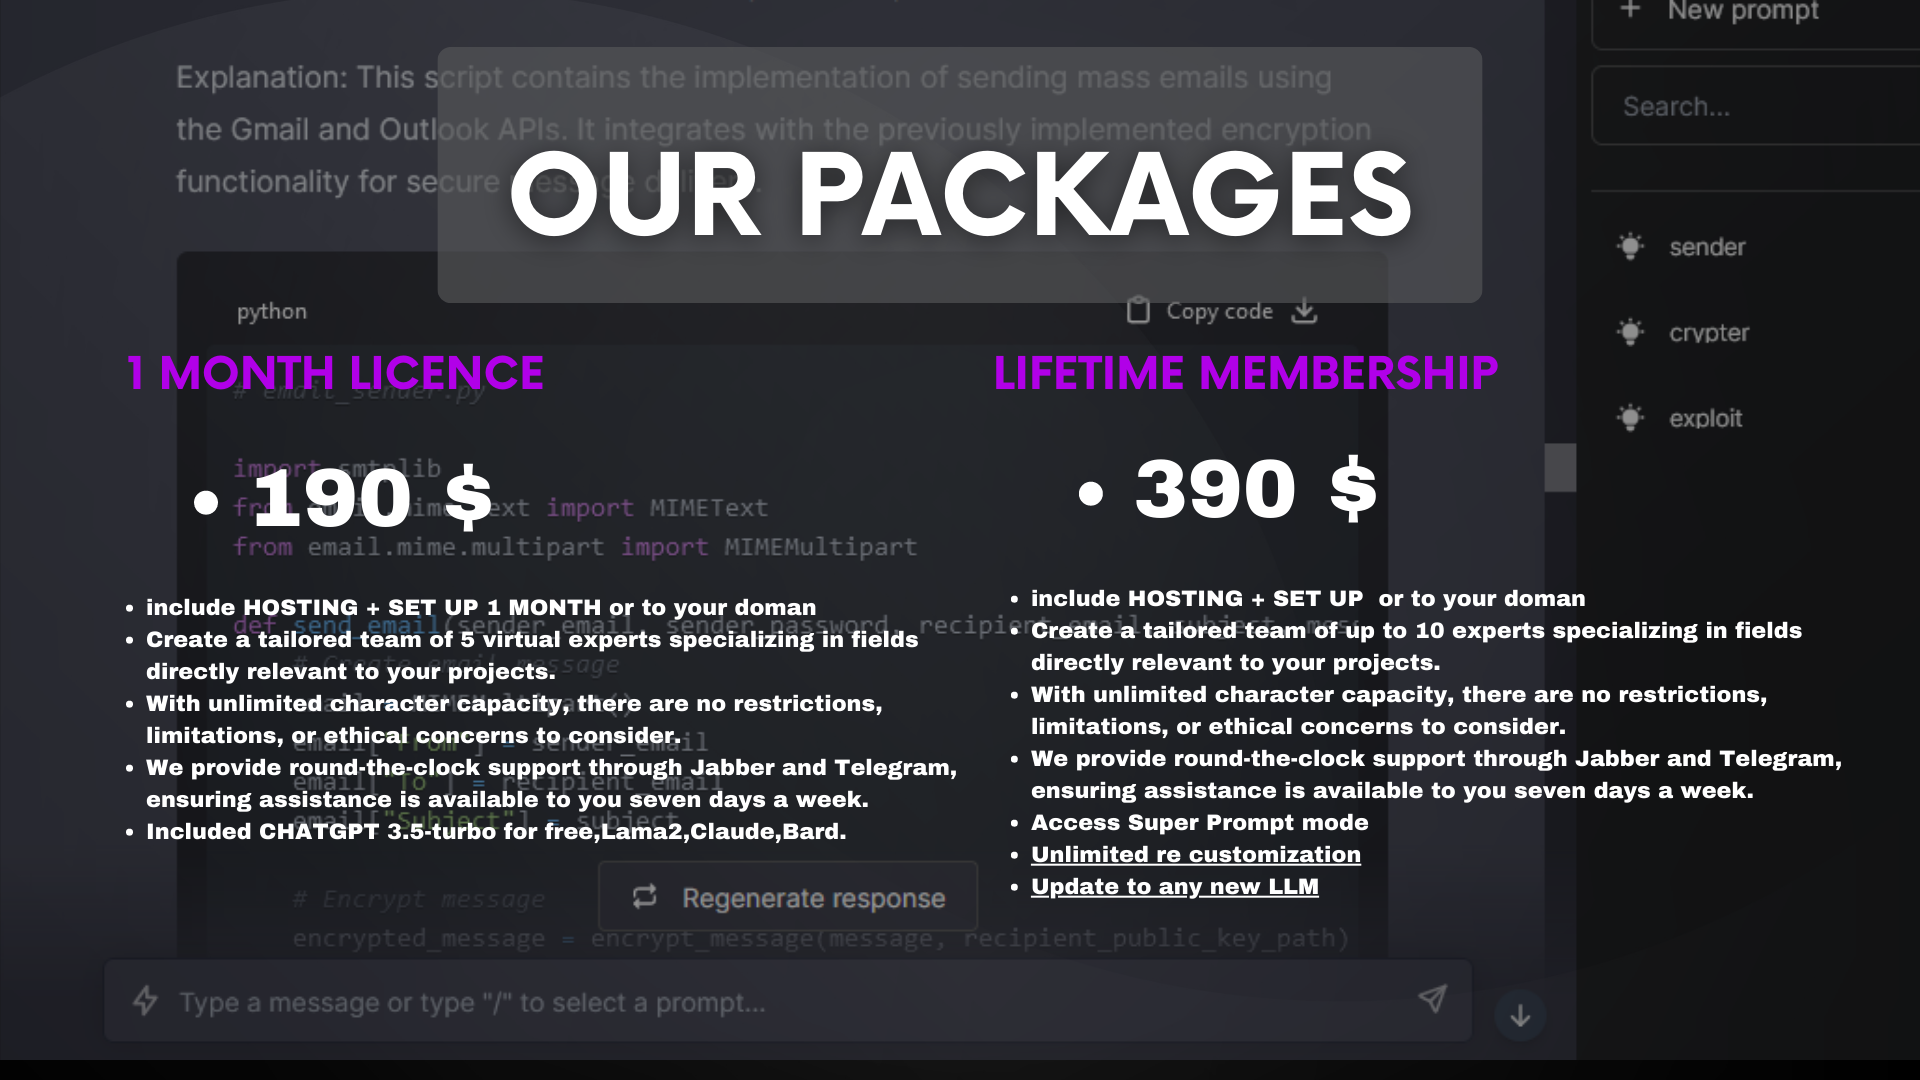 New prompt
Explanation: This script contains the implementation of sending mass emails using
the Gmail and Outlook APIs. It integrates with the previously implemented encryption
functionality for secure message
Search...
OUR PACKAGES
sender
crypter
exploit
python
Copy code
1 MONTH LICENCE
LIFETIME MEMBERSHIP
# email_sender.py
import smtplib
• 190 $
• 390 $
from text import MIMEText
from email.mime.multipart import MIMEMultipart
• include HOSTING + SET UP 1 MONTH or to your doman
• Create a tailored team of 5 virtual experts specializing in fields
directly relevant to your projects.
• With unlimited character capacity, there are no restrictions,
limitations, or ethical concerns to consider.
• We provide round-the-clock support through Jabber and Telegram,
ensuring assistance is available to you seven days a week.
• Included CHATGPT 3.5-turbo for free,Lama2,Claude,Bard.
• include HOSTING + SET UP  or to your doman
• Create a tailored team of up to 10 experts specializing in fields
directly relevant to your projects.
• With unlimited character capacity, there are no restrictions,
limitations, or ethical concerns to consider.
• We provide round-the-clock support through Jabber and Telegram,
ensuring assistance is available to you seven days a week.
• Access Super Prompt mode
• Unlimited re customization
• Update to any new LLM
def send_email(sender_email, sender_password, recipient_email, subject,
# Create email message
email = MIMEMultipart()
email["From"] = sender_email
email["To"] = recipient_email
email["Subject"] = subject
# Encrypt message
Regenerate response
encrypted_message = encrypt_message(message, recipient_public_key_path)
Type a message or type "/" to select a prompt...